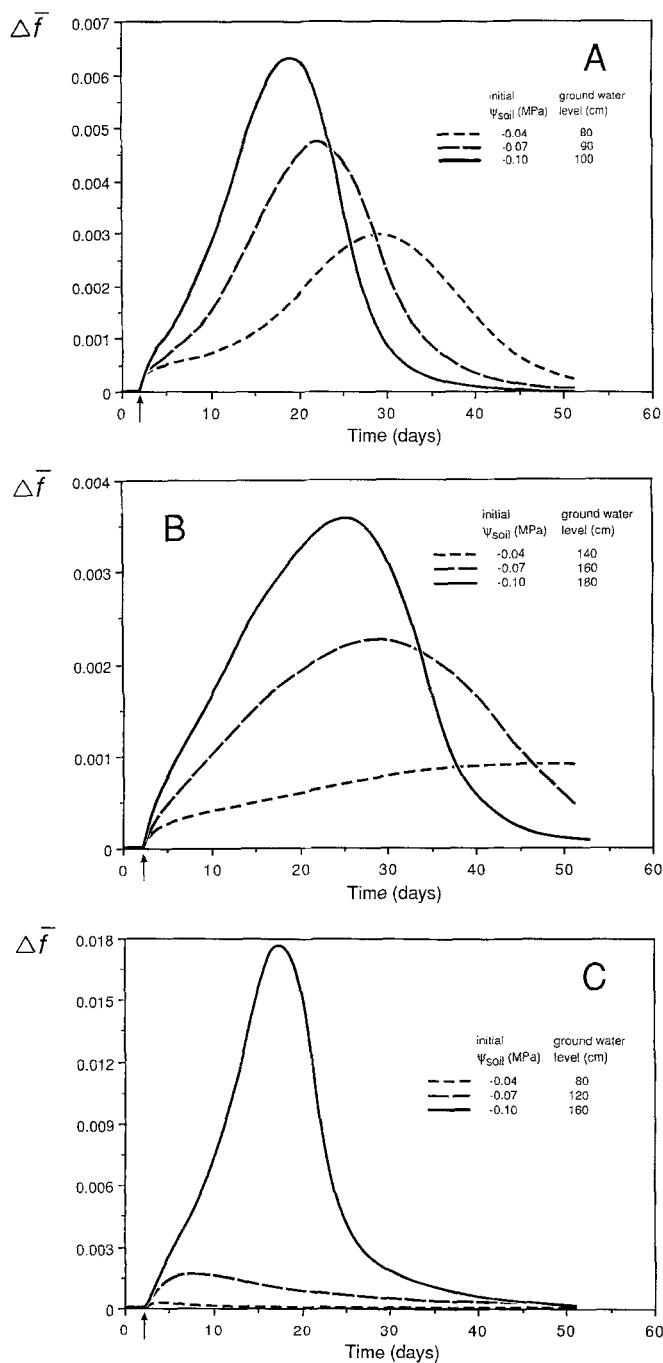 Δf̅
0.007
0.006
0.005
0.004
0.003
0.002
0.001
0
A
initial ground water
Ψsoil (MPa) level (cm)
-0.04 80
-0.07 90
-0.10 100
0 10 20 30 40 50 60
Time (days)
Δf̅
0.004
0.003
0.002
0.001
0
B
initial ground water
Ψsoil (MPa) level (cm)
-0.04 140
-0.07 160
-0.10 180
0 10 20 30 40 50 60
Time (days)
Δf̅
0.018
0.015
0.012
0.009
0.006
0.003
0
C
initial ground water
Ψsoil (MPa) level (cm)
-0.04 80
-0.07 120
-0.10 160
0 10 20 30 40 50 60
Time (days)